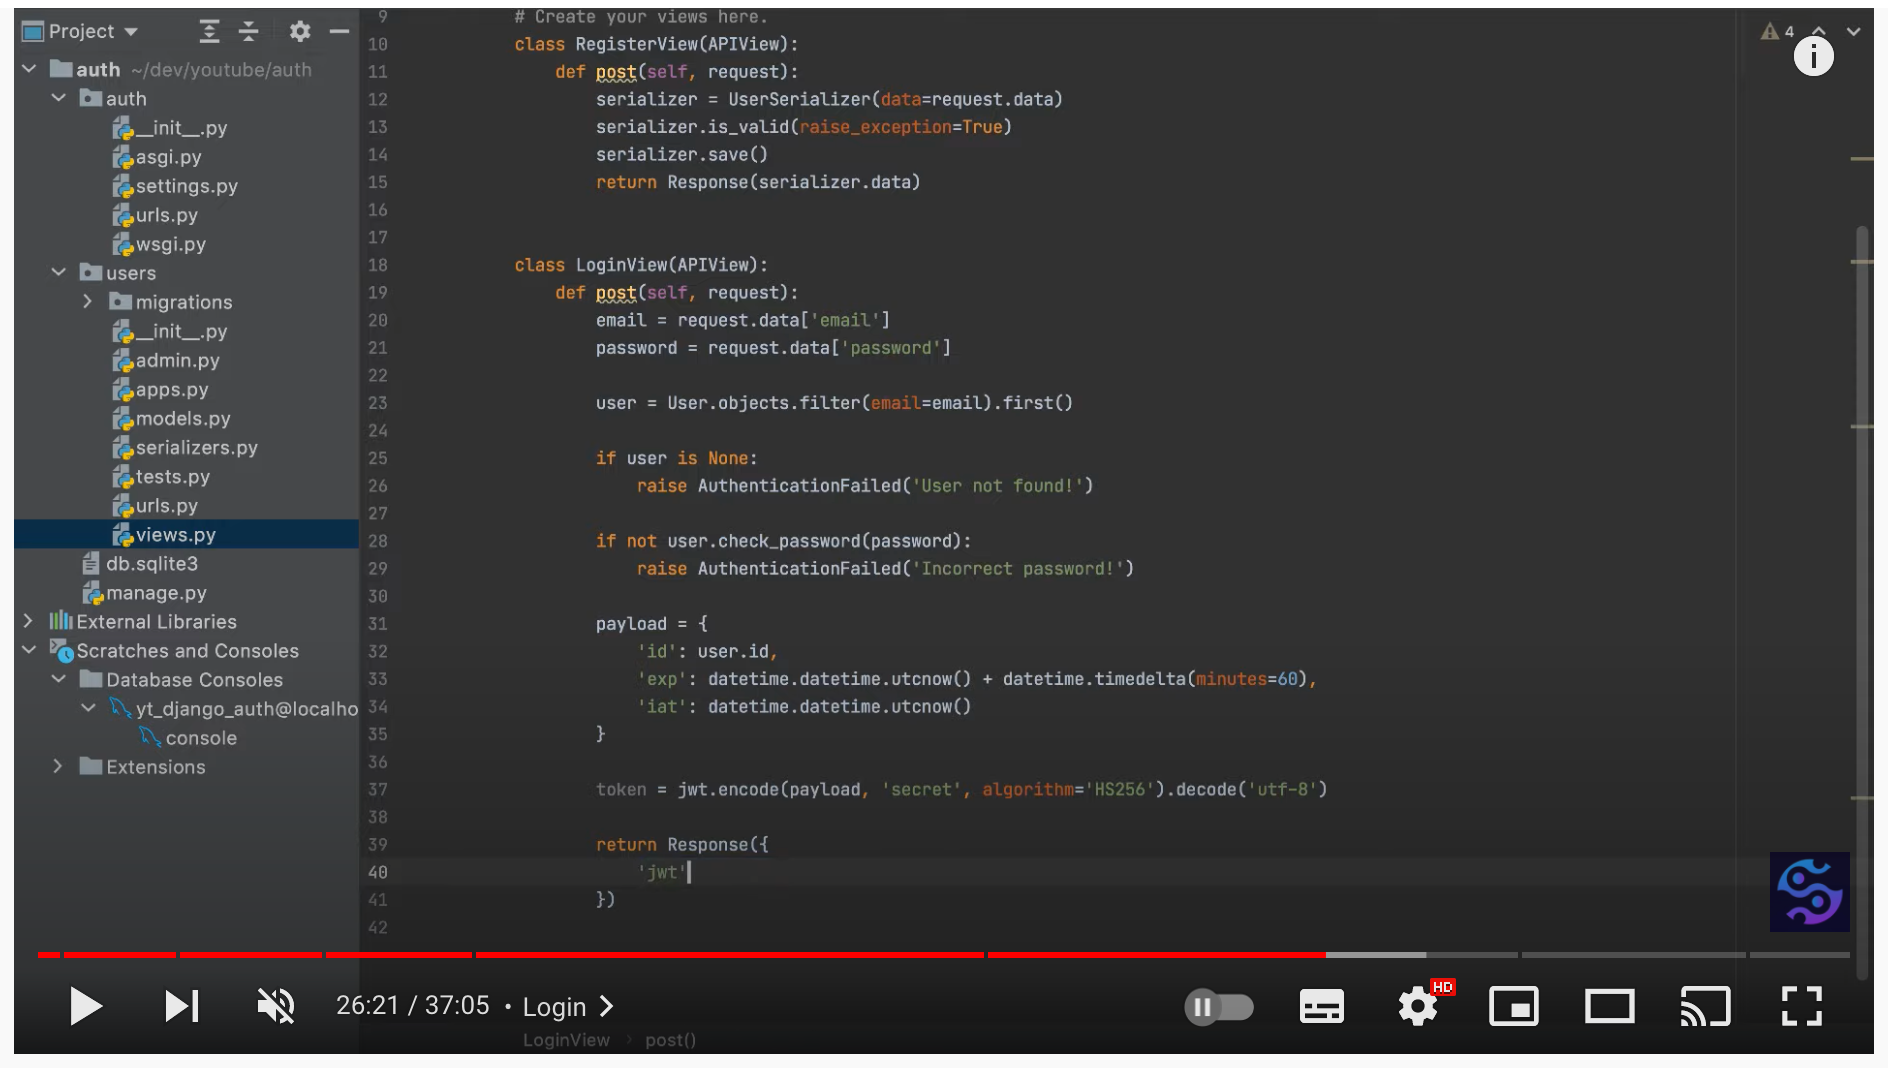 Project
auth ~/dev/youtube/auth
auth
__init__.py
asgi.py
settings.py
urls.py
wsgi.py
users
migrations
__init__.py
admin.py
apps.py
models.py
serializers.py
tests.py
urls.py
views.py
db.sqlite3
manage.py
External Libraries
Scratches and Consoles
Database Consoles
yt_django_auth@localho
console
Extensions
9 # Create your views here.
10 class RegisterView(APIView):
11 def post(self, request):
12 serializer = UserSerializer(data=request.data)
13 serializer.is_valid(raise_exception=True)
14 serializer.save()
15 return Response(serializer.data)
16
17
18 class LoginView(APIView):
19 def post(self, request):
20 email = request.data['email']
21 password = request.data['password']
22
23 user = User.objects.filter(email=email).first()
24
25 if user is None:
26 raise AuthenticationFailed('User not found!')
27
28 if not user.check_password(password):
29 raise AuthenticationFailed('Incorrect password!')
30
31 payload = {
32 'id': user.id,
33 'exp': datetime.datetime.utcnow() + datetime.timedelta(minutes=60),
34 'iat': datetime.datetime.utcnow()
35 }
36
37 token = jwt.encode(payload, 'secret', algorithm='HS256').decode('utf-8')
38
39 return Response({
40 'jwt'
41 })
42
4
i
26:21 / 37:05 • Login
HD
LoginView post()